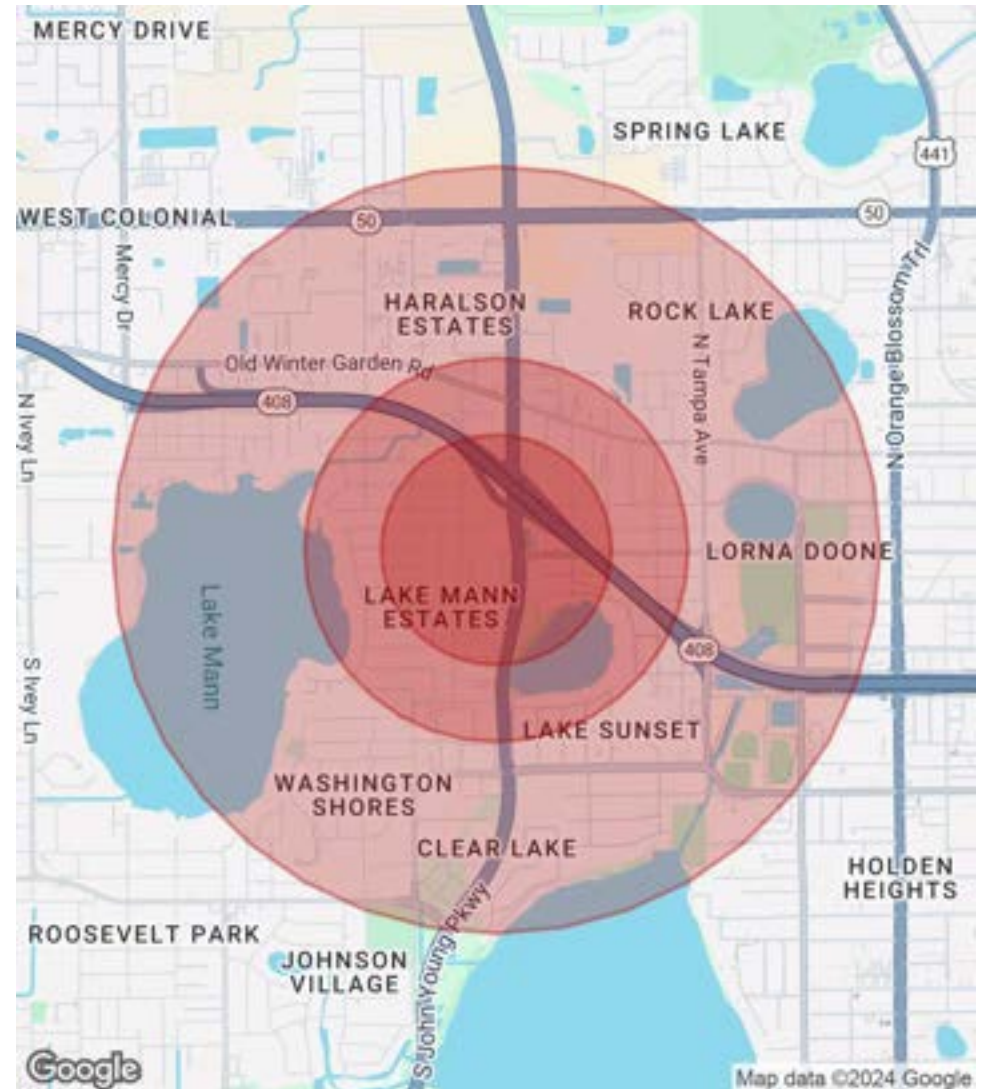 MERCY DRIVE
SPRING LAKE
441
WEST COLONIAL
50
50
Mercy Dr
N Orange Blossom Trl
HARALSON
ESTATES
ROCK LAKE
Old Winter Garden Rd
N Tampa Ave
408
N Ivey Ln
LORNA DOONE
LAKE MANN
ESTATES
Lake Mann
408
S Ivey Ln
LAKE SUNSET
WASHINGTON
SHORES
CLEAR LAKE
HOLDEN
HEIGHTS
ROOSEVELT PARK
JOHNSON
VILLAGE
S John Young Pkwy
Google
Map data ©2024 Google